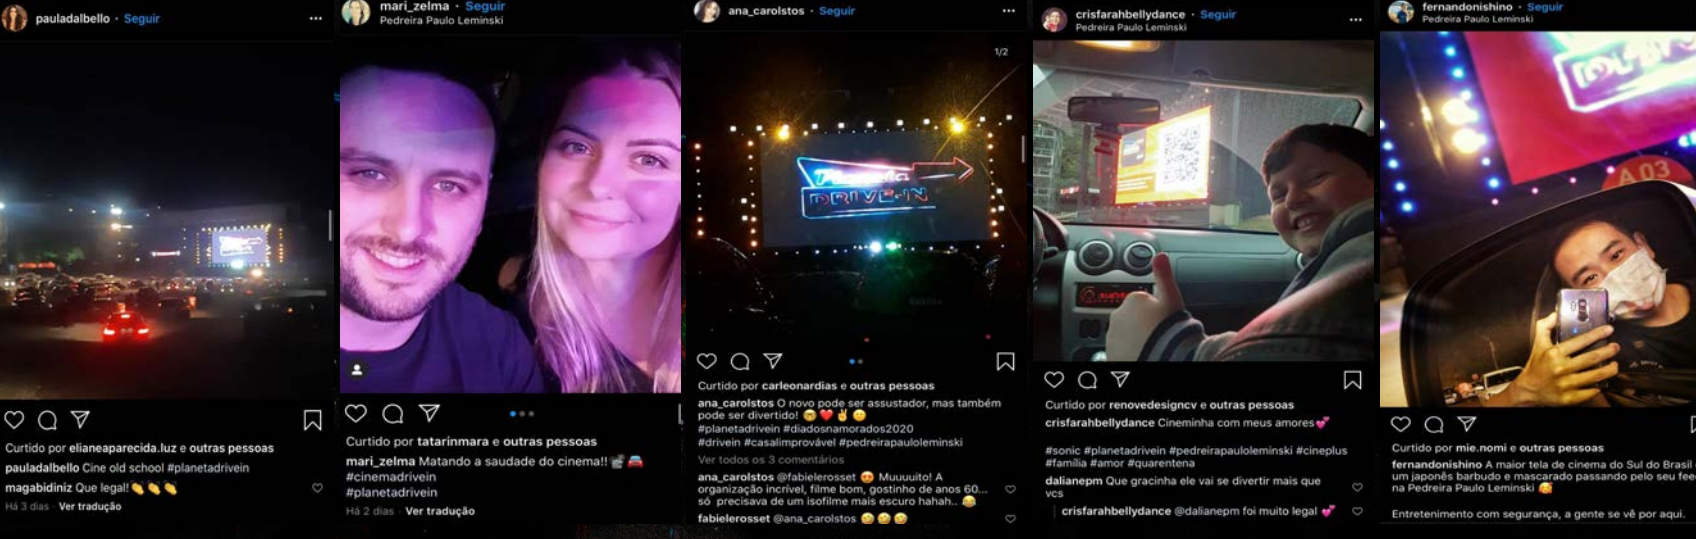 pauladalbello · Seguir
Curtido por elianeaparecida.luz e outras pessoas
pauladalbello Cine old school #planetadrivein
magabidiniz Que legal!👏👏👏
Há 3 dias · Ver tradução
mari_zelma · Seguir
Pedreira Paulo Leminski
Curtido por tatarinmara e outras pessoas
mari_zelma Matando a saudade do cinema!!📽🚘
#cinemadrivein
#planetadrivein
Há 2 dias · Ver tradução
ana_carolstos · Seguir
1/2
Planeta
DRIVE-IN
Curtido por carleonardias e outras pessoas
ana_carolstos O novo pode ser assustador, mas também
pode ser divertido! 🤓❤️✌️😊
#planetadrivein #diadosnamorados2020
#drivein #casalimprovável #pedreirapauloleminski
Ver todos os 3 comentários
ana_carolstos @fabielerosset 😍 Muuuuito! A
organização incrível, filme bom, gostinho de anos 60...
só precisava de um isofilme mais escuro hahah.. 😂
fabielerosset @ana_carolstos 🤣🤣🤣
crisfarahbellydance · Seguir
Pedreira Paulo Leminski
Curtido por renovedesigncv e outras pessoas
crisfarahbellydance Cineminha com meus amores💕
#sonic #planetadrivein #pedreirapauloleminski #cineplus
#família #amor #quarentena
dalianepm Que gracinha ele vai se divertir mais que
vcs
crisfarahbellydance @dalianepm foi muito legal 💕
fernandonishino · Seguir
Pedreira Paulo Leminski
A03
Curtido por mie.nomi e outras pessoas
fernandonishino A maior tela de cinema do Sul do Brasil
um japonês barbudo e mascarado passando pelo seu fee
na Pedreira Paulo Leminski 🥰
Entretenimento com segurança, a gente se vê por aqui.